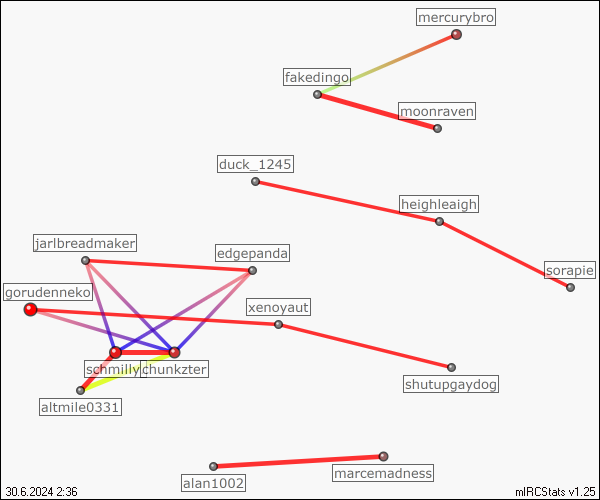 mercurybro
fakedingo
moonraven
duck_1245
heighleaigh
jarlbreadmaker
edgepanda
sorapie
gorudenneko
xenoyaut
schmilly
chunkzter
shutupgaydog
altmile0331
marcemadness
alan1002
30.6.2024 2:36
mIRCStats v1.25